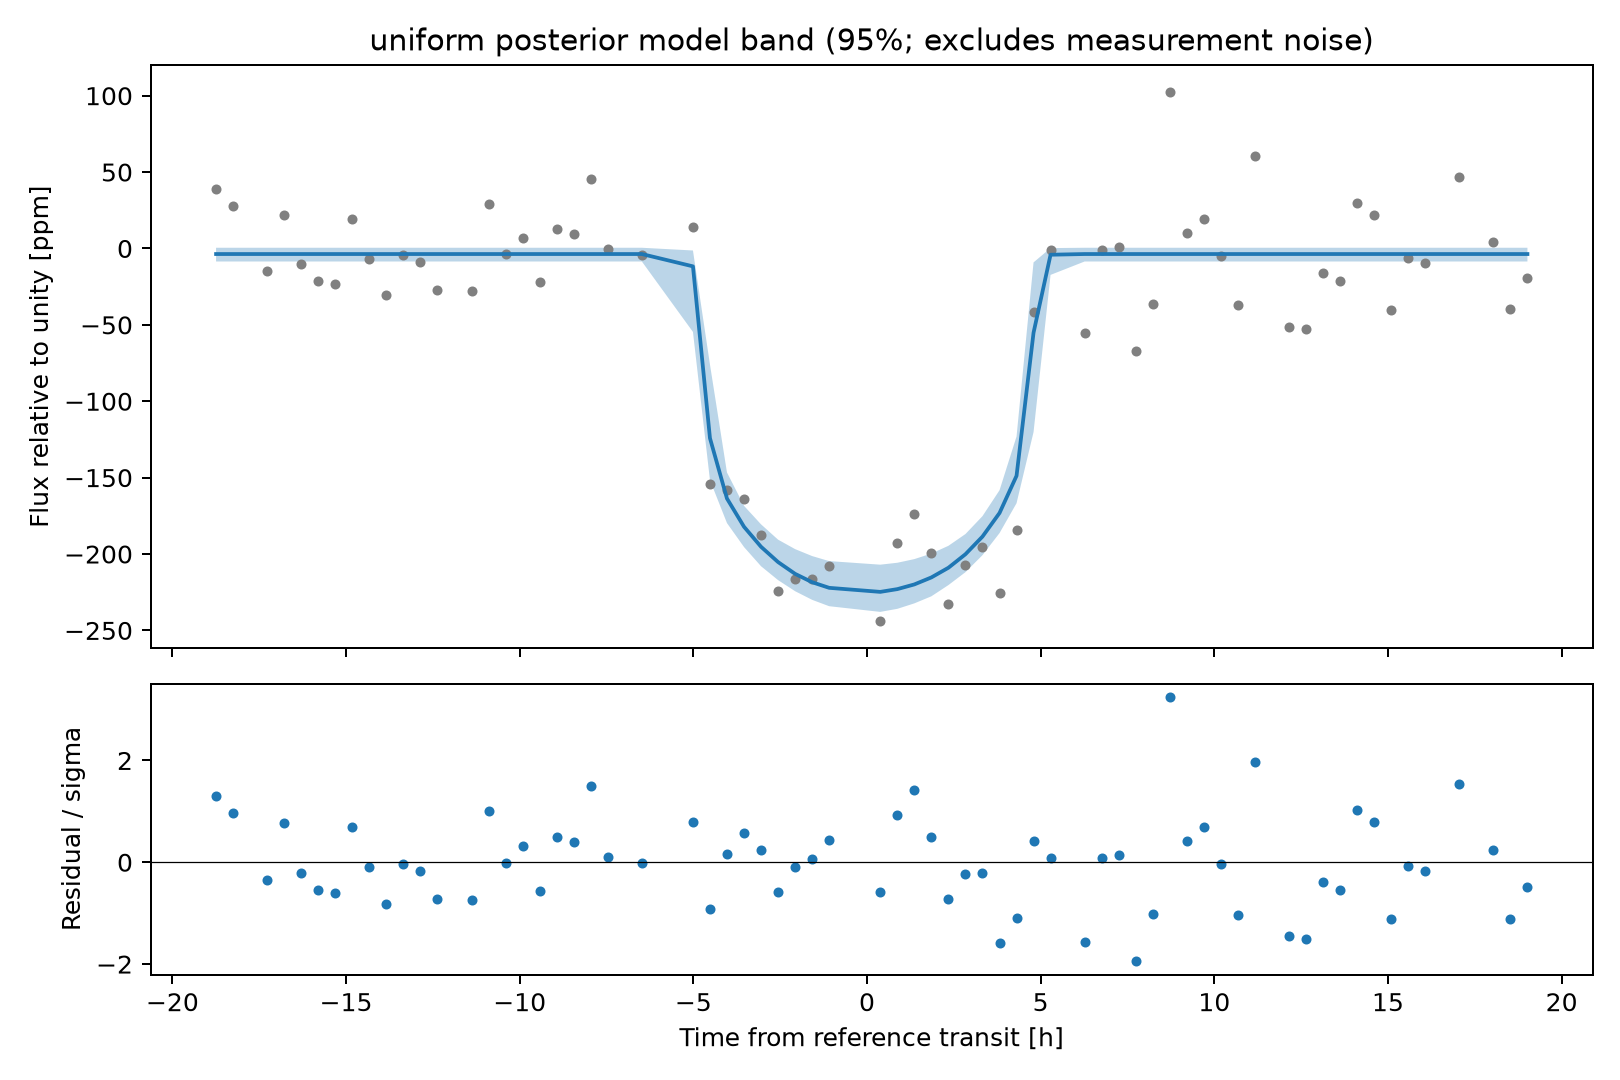 uniform posterior model band (95%; excludes measurement noise)
Flux relative to unity [ppm]
100
50
0
−50
−100
−150
−200
−250
Residual / sigma
2
0
−2
−20 −15 −10 −5 0 5 10 15 20
Time from reference transit [h]